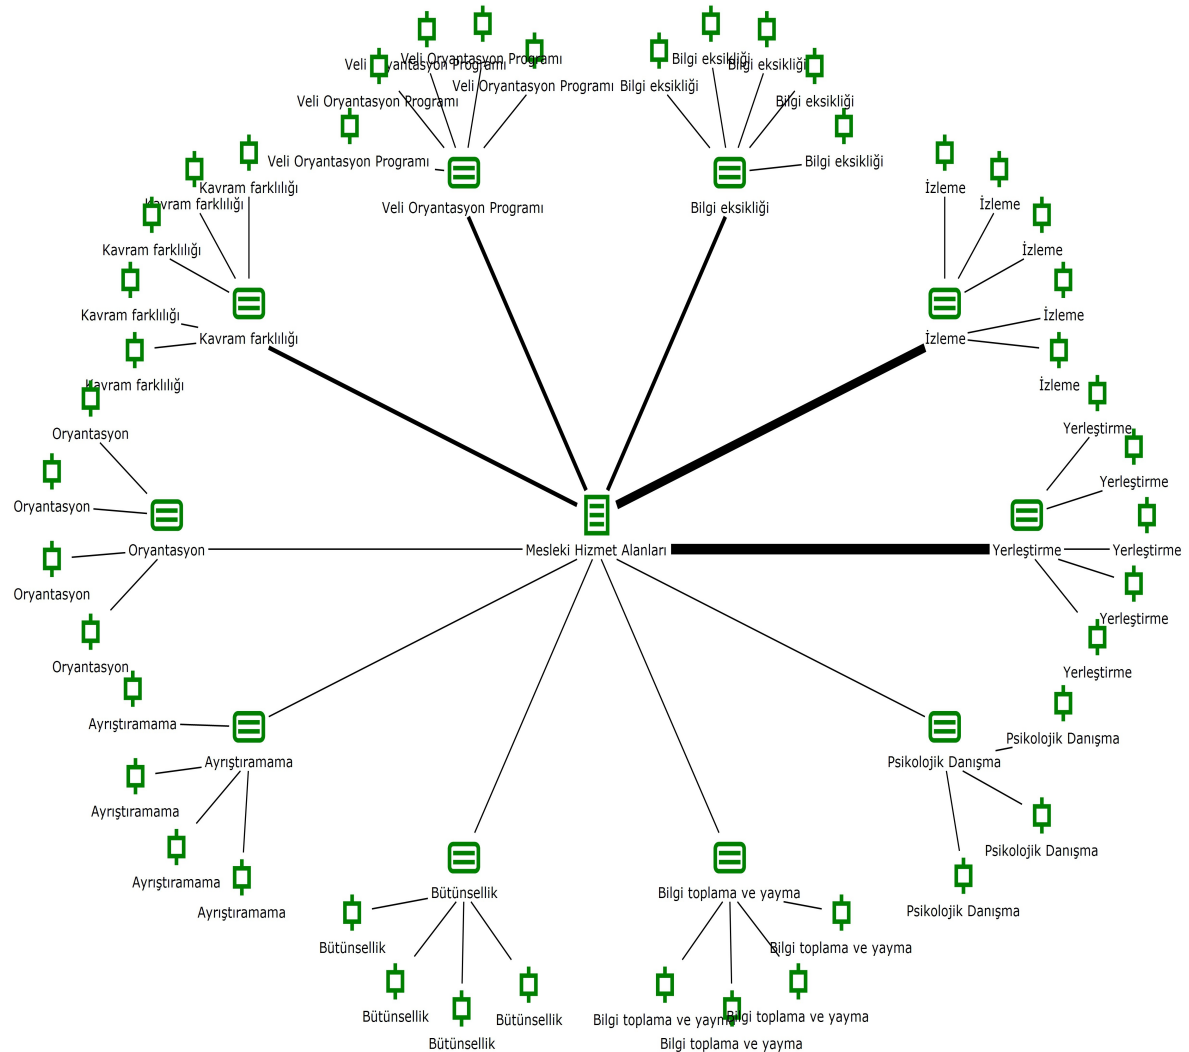 Veli Oryantasyon Programı
Veli Oryantasyon Programı
Veli Oryantasyon Programı
Veli Oryantasyon Programı
Veli Oryantasyon Programı
Veli Oryantasyon Programı
Bilgi eksikliği
Bilgi eksikliği
Bilgi eksikliği
Bilgi eksikliği
Bilgi eksikliği
Bilgi eksikliği
Kavram farklılığı
Kavram farklılığı
Kavram farklılığı
Kavram farklılığı
Kavram farklılığı
Kavram farklılığı
İzleme
İzleme
İzleme
İzleme
İzleme
İzleme
Oryantasyon
Oryantasyon
Oryantasyon
Oryantasyon
Oryantasyon
Mesleki Hizmet Alanları
Yerleştirme
Yerleştirme
Yerleştirme
Yerleştirme
Yerleştirme
Yerleştirme
Ayrıştıramama
Ayrıştıramama
Ayrıştıramama
Ayrıştıramama
Ayrıştıramama
Psikolojik Danışma
Psikolojik Danışma
Psikolojik Danışma
Psikolojik Danışma
Bütünsellik
Bütünsellik
Bütünsellik
Bütünsellik
Bütünsellik
Bilgi toplama ve yayma
Bilgi toplama ve yayma
Bilgi toplama ve yayma
Bilgi toplama ve yayma
Bilgi toplama ve yayma